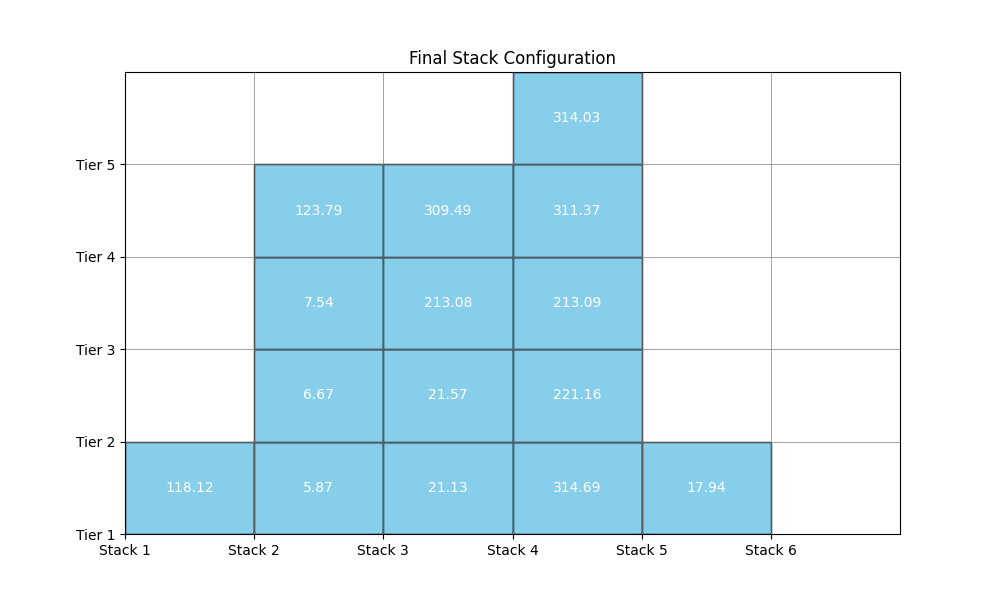 Final Stack Configuration
314.03
Tier 5
123.79 309.49 311.37
Tier 4
7.54 213.08 213.09
Tier 3
6.67 21.57 221.16
Tier 2
118.12 5.87 21.13 314.69 17.94
Tier 1
Stack 1 Stack 2 Stack 3 Stack 4 Stack 5 Stack 6